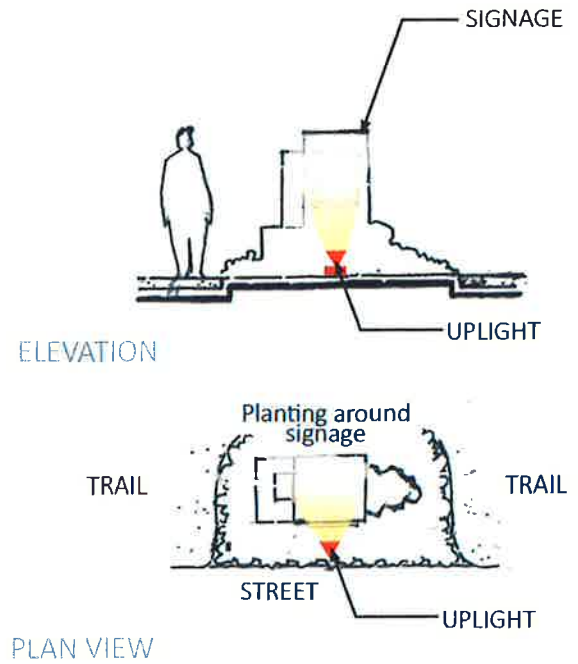 SIGNAGE
UPLIGHT
ELEVATION
Planting around
signage
TRAIL
TRAIL
STREET
UPLIGHT
PLAN VIEW